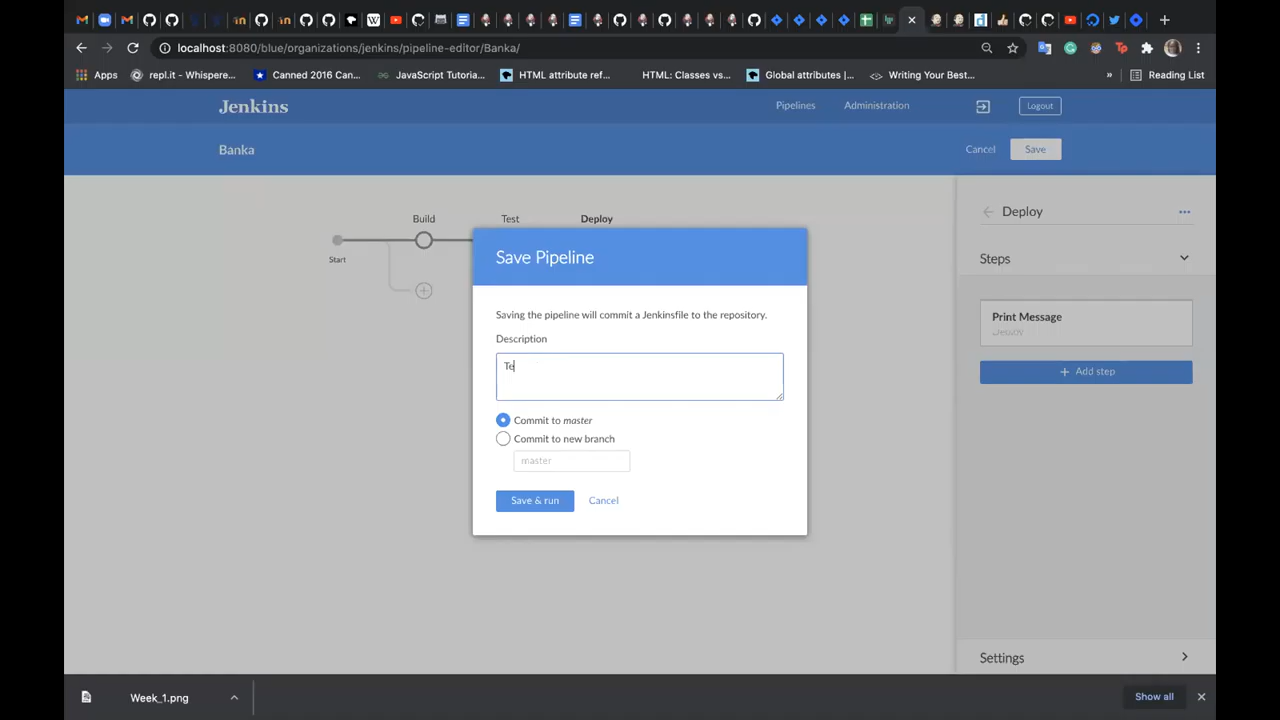 localhost:8080/blue/organizations/jenkins/pipeline-editor/Banka/
Apps repl.it - Whispere... Canned 2016 Can... JavaScript Tutoria... HTML attribute ref... HTML: Classes vs... Global attributes |... Writing Your Best... » Reading List
Jenkins Pipelines Administration Logout
Banka Cancel Save
Build Test Deploy
Start
Deploy
Steps
Print Message
+ Add step
Settings
Save Pipeline
Saving the pipeline will commit a Jenkinsfile to the repository.
Description
Te
Commit to master
Commit to new branch
master
Save & run Cancel
Week_1.png Show all